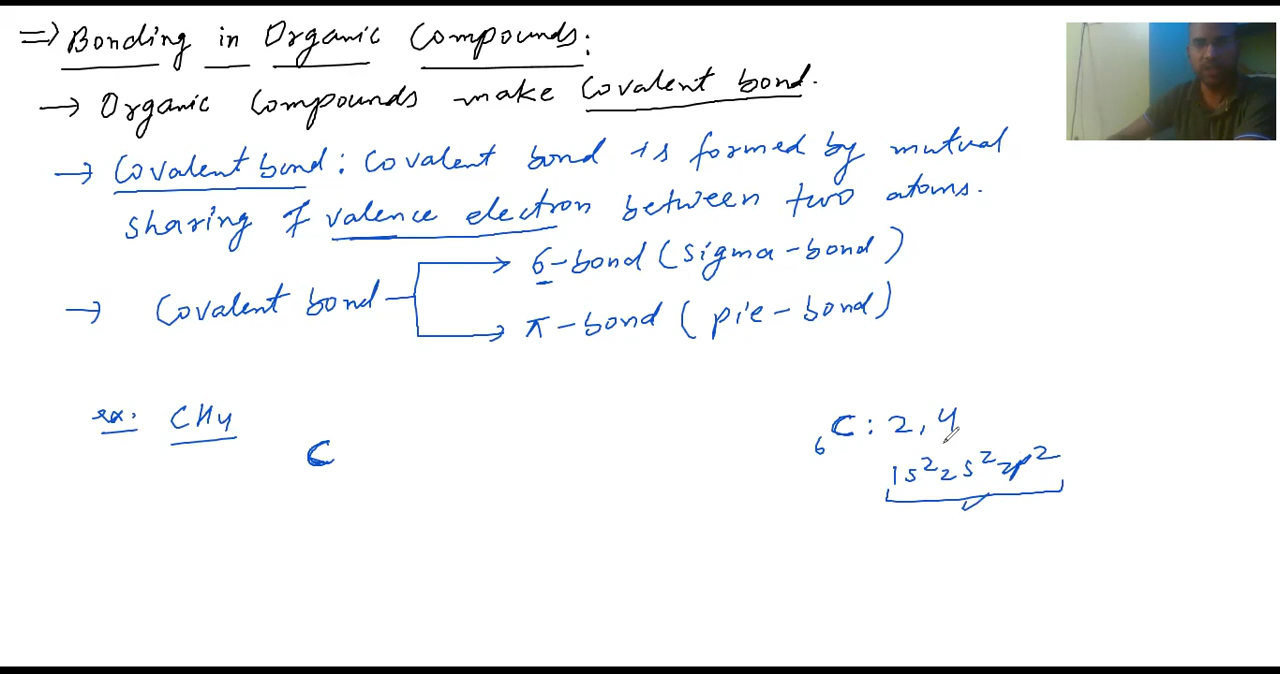 => Bonding in Organic Compounds:
→ Organic Compounds make Covalent bond.
→ Covalent bond: Covalent bond is formed by mutual
sharing of valence electron between two atoms.
→ Covalent bond
σ-bond (sigma-bond)
π-bond (pie-bond)
ex: CH4
C
6C: 2, 4
1s² 2s² 2p²